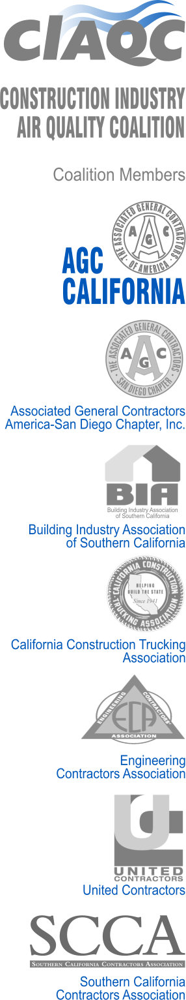 CIAQC
CONSTRUCTION INDUSTRY
AIR QUALITY COALITION
Coalition Members
THE ASSOCIATED GENERAL CONTRACTORS
A G C
· OF AMERICA ·
AGC
CALIFORNIA
THE ASSOCIATED GENERAL CONTRACTORS
A G C
· SAN DIEGO CHAPTER ·
Associated General Contractors
America-San Diego Chapter, Inc.
BIA
Building Industry Association
of Southern California
Building Industry Association
of Southern California
CALIFORNIA CONSTRUCTION
HELPING
BUILD THE STATE
Since 1941
TRUCKING ASSOCIATION
California Construction Trucking
Association
ENGINEERING CONTRACTORS'
ECA
ASSOCIATION
Engineering
Contractors Association
UC
UNITED
CONTRACTORS
United Contractors
SCCA
SOUTHERN CALIFORNIA CONTRACTORS ASSOCIATION
Southern California
Contractors Association